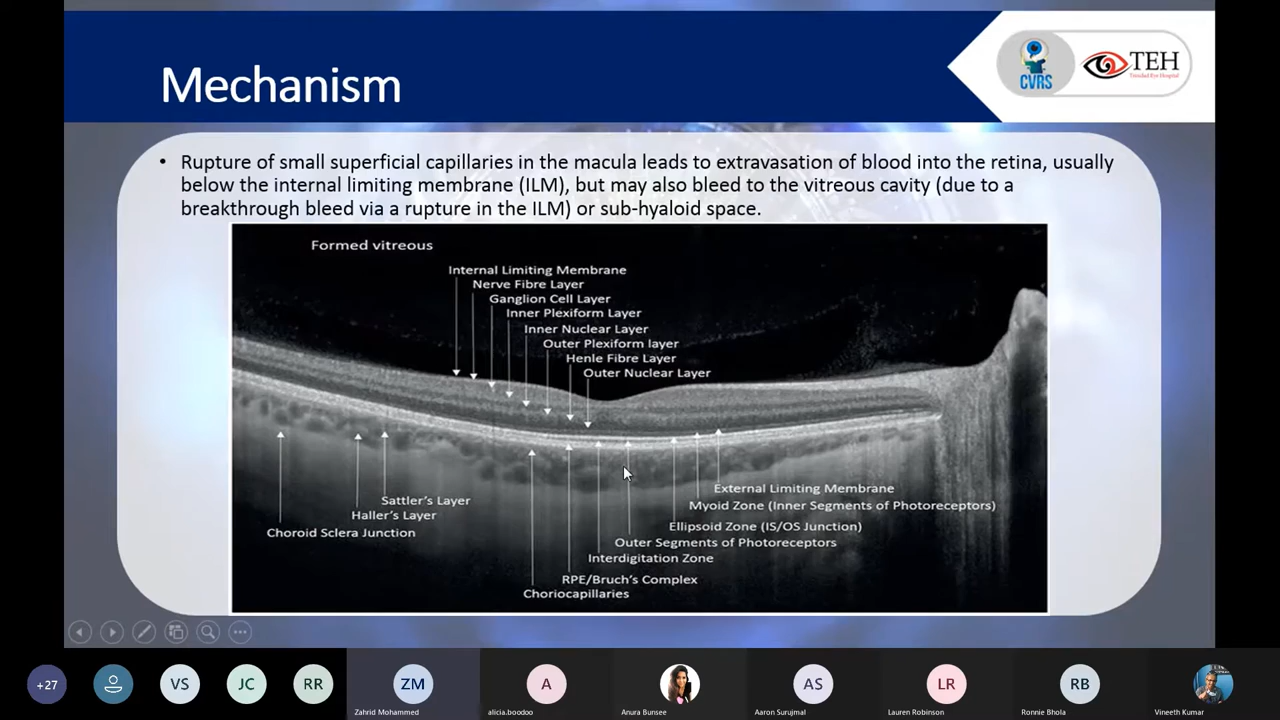 Mechanism
CVRS
TEH
Trinidad Eye Hospital
• Rupture of small superficial capillaries in the macula leads to extravasation of blood into the retina, usually
below the internal limiting membrane (ILM), but may also bleed to the vitreous cavity (due to a
breakthrough bleed via a rupture in the ILM) or sub-hyaloid space.
Formed vitreous
Internal Limiting Membrane
Nerve Fibre Layer
Ganglion Cell Layer
Inner Plexiform Layer
Inner Nuclear Layer
Outer Plexiform layer
Henle Fibre Layer
Outer Nuclear Layer
External Limiting Membrane
Sattler's Layer
Myoid Zone (Inner Segments of Photoreceptors)
Haller's Layer
Ellipsoid Zone (IS/OS Junction)
Choroid Sclera Junction
Outer Segments of Photoreceptors
Interdigitation Zone
RPE/Bruch's Complex
Choriocapillaries
+27
VS
JC
RR
ZM
A
AS
LR
RB
Zahrid Mohammed
alicia.boodoo
Anura Bunsee
Aaron Surujmal
Lauren Robinson
Ronnie Bhola
Vineeth Kumar